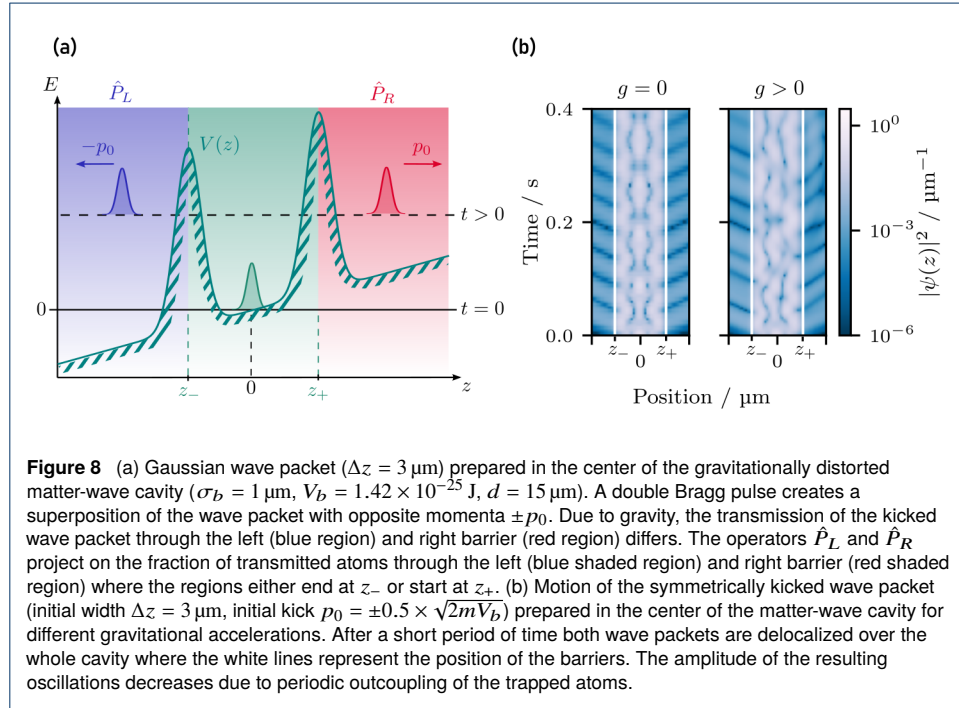 (a)
(b)
E
P̂_L
P̂_R
g = 0
g > 0
V(z)
−p₀
p₀
t > 0
0
t = 0
z₋
0
z₊
z
Time / s
0.4
0.2
0.0
z₋ 0 z₊
z₋ 0 z₊
Position / µm
10⁰
10⁻³
10⁻⁶
|ψ(z)|² / µm⁻¹
Figure 8 (a) Gaussian wave packet (Δz = 3 µm) prepared in the center of the gravitationally distorted
matter-wave cavity (σ_b = 1 µm, V_b = 1.42 × 10⁻²⁵ J, d = 15 µm). A double Bragg pulse creates a
superposition of the wave packet with opposite momenta ±p₀. Due to gravity, the transmission of the kicked
wave packet through the left (blue region) and right barrier (red region) differs. The operators P̂_L and P̂_R
project on the fraction of transmitted atoms through the left (blue shaded region) and right barrier (red shaded
region) where the regions either end at z₋ or start at z₊. (b) Motion of the symmetrically kicked wave packet
(initial width Δz = 3 µm, initial kick p₀ = ±0.5 × √2mV_b) prepared in the center of the matter-wave cavity for
different gravitational accelerations. After a short period of time both wave packets are delocalized over the
whole cavity where the white lines represent the position of the barriers. The amplitude of the resulting
oscillations decreases due to periodic outcoupling of the trapped atoms.